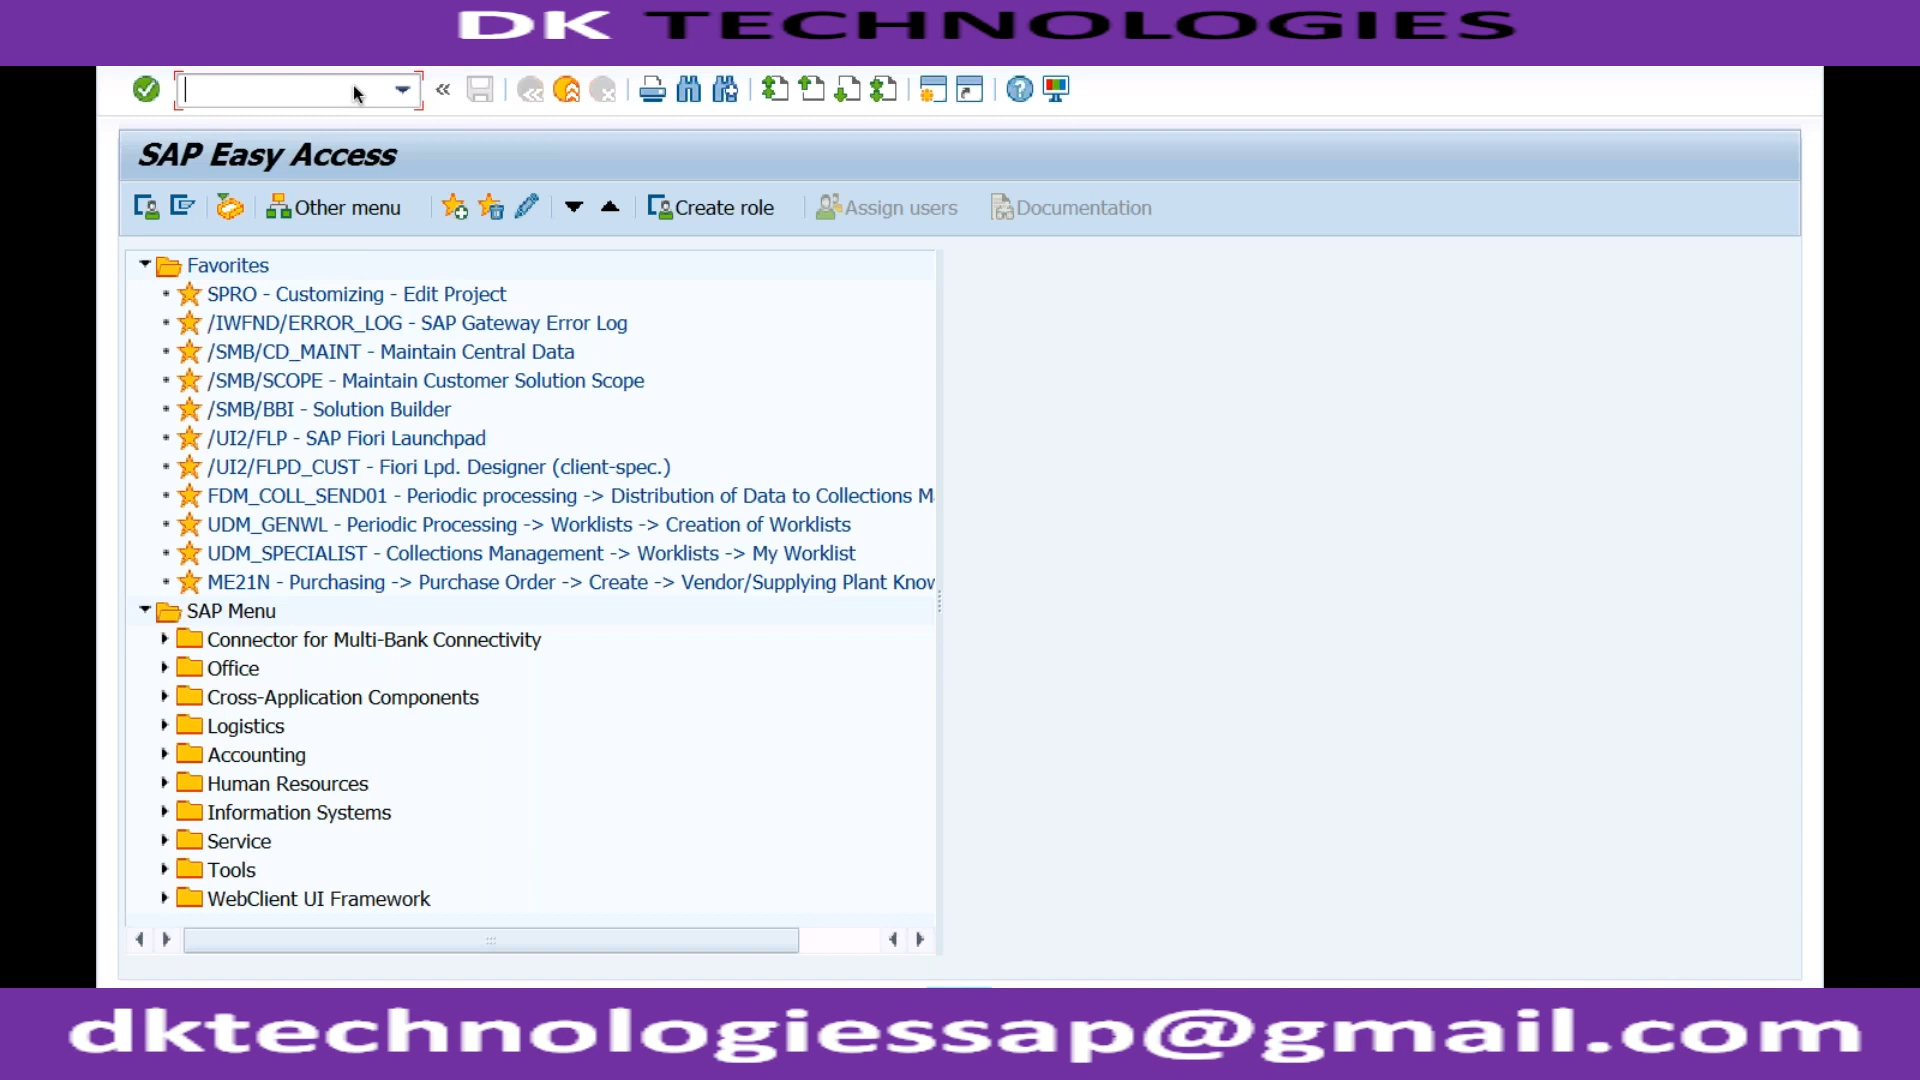 DK TECHNOLOGIES
SAP Easy Access
Other menu
Create role
Assign users
Documentation
Favorites
SPRO - Customizing - Edit Project
/IWFND/ERROR_LOG - SAP Gateway Error Log
/SMB/CD_MAINT - Maintain Central Data
/SMB/SCOPE - Maintain Customer Solution Scope
/SMB/BBI - Solution Builder
/UI2/FLP - SAP Fiori Launchpad
/UI2/FLPD_CUST - Fiori Lpd. Designer (client-spec.)
FDM_COLL_SEND01 - Periodic processing -> Distribution of Data to Collections M
UDM_GENWL - Periodic Processing -> Worklists -> Creation of Worklists
UDM_SPECIALIST - Collections Management -> Worklists -> My Worklist
ME21N - Purchasing -> Purchase Order -> Create -> Vendor/Supplying Plant Know
SAP Menu
Connector for Multi-Bank Connectivity
Office
Cross-Application Components
Logistics
Accounting
Human Resources
Information Systems
Service
Tools
WebClient UI Framework
dktechnologiessap@gmail.com